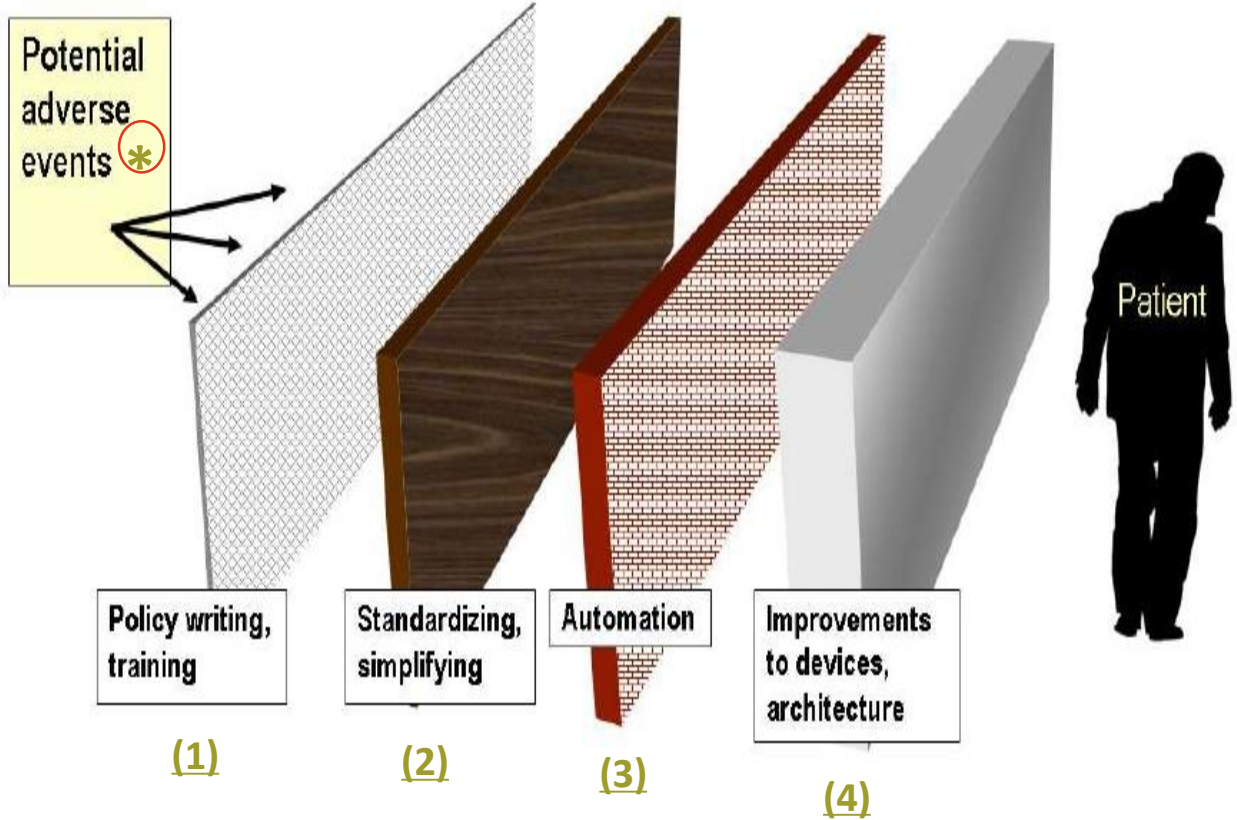 Potential
adverse
events *
Patient
Policy writing,
training
Standardizing,
simplifying
Automation
Improvements
to devices,
architecture
(1)
(2)
(3)
(4)